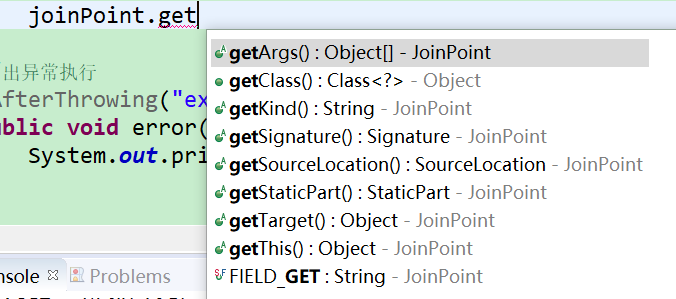 joinPoint.get
getArgs() : Object[] - JoinPoint
getClass() : Class<?> - Object
getKind() : String - JoinPoint
getSignature() : Signature - JoinPoint
getSourceLocation() : SourceLocation - JoinPoint
getStaticPart() : StaticPart - JoinPoint
getTarget() : Object - JoinPoint
getThis() : Object - JoinPoint
FIELD_GET : String - JoinPoint
出异常执行
AfterThrowing("ex
ublic void error(
System.out.pri
nsole
Problems